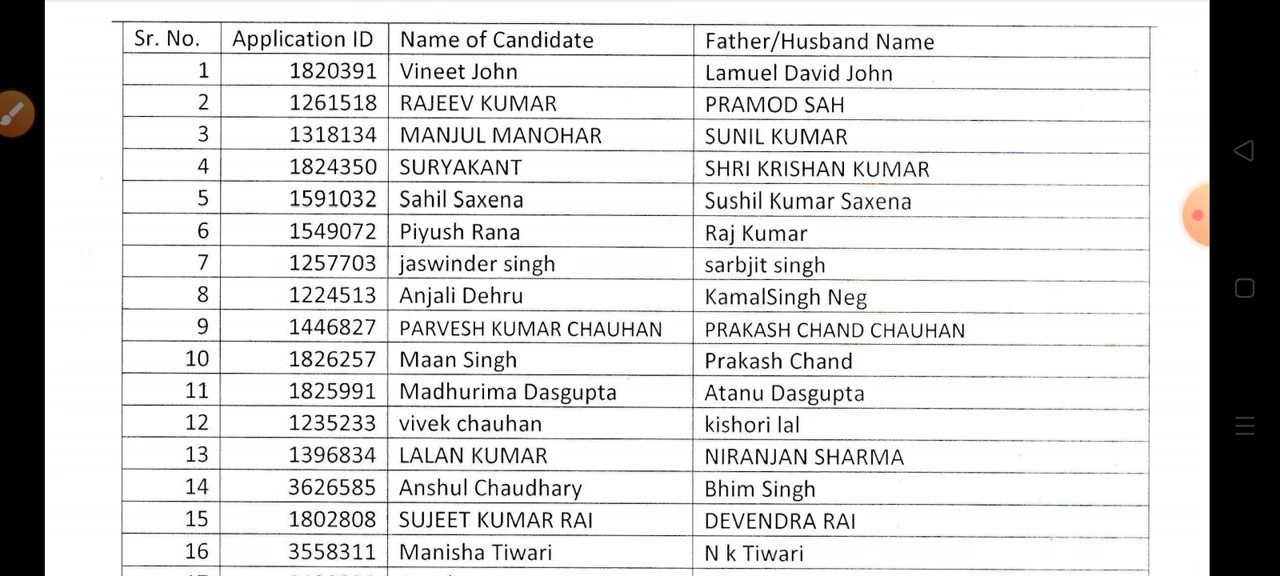 Sr. No. Application ID Name of Candidate Father/Husband Name
1 1820391 Vineet John Lamuel David John
2 1261518 RAJEEV KUMAR PRAMOD SAH
3 1318134 MANJUL MANOHAR SUNIL KUMAR
4 1824350 SURYAKANT SHRI KRISHAN KUMAR
5 1591032 Sahil Saxena Sushil Kumar Saxena
6 1549072 Piyush Rana Raj Kumar
7 1257703 jaswinder singh sarbjit singh
8 1224513 Anjali Dehru KamalSingh Neg
9 1446827 PARVESH KUMAR CHAUHAN PRAKASH CHAND CHAUHAN
10 1826257 Maan Singh Prakash Chand
11 1825991 Madhurima Dasgupta Atanu Dasgupta
12 1235233 vivek chauhan kishori lal
13 1396834 LALAN KUMAR NIRANJAN SHARMA
14 3626585 Anshul Chaudhary Bhim Singh
15 1802808 SUJEET KUMAR RAI DEVENDRA RAI
16 3558311 Manisha Tiwari N k Tiwari